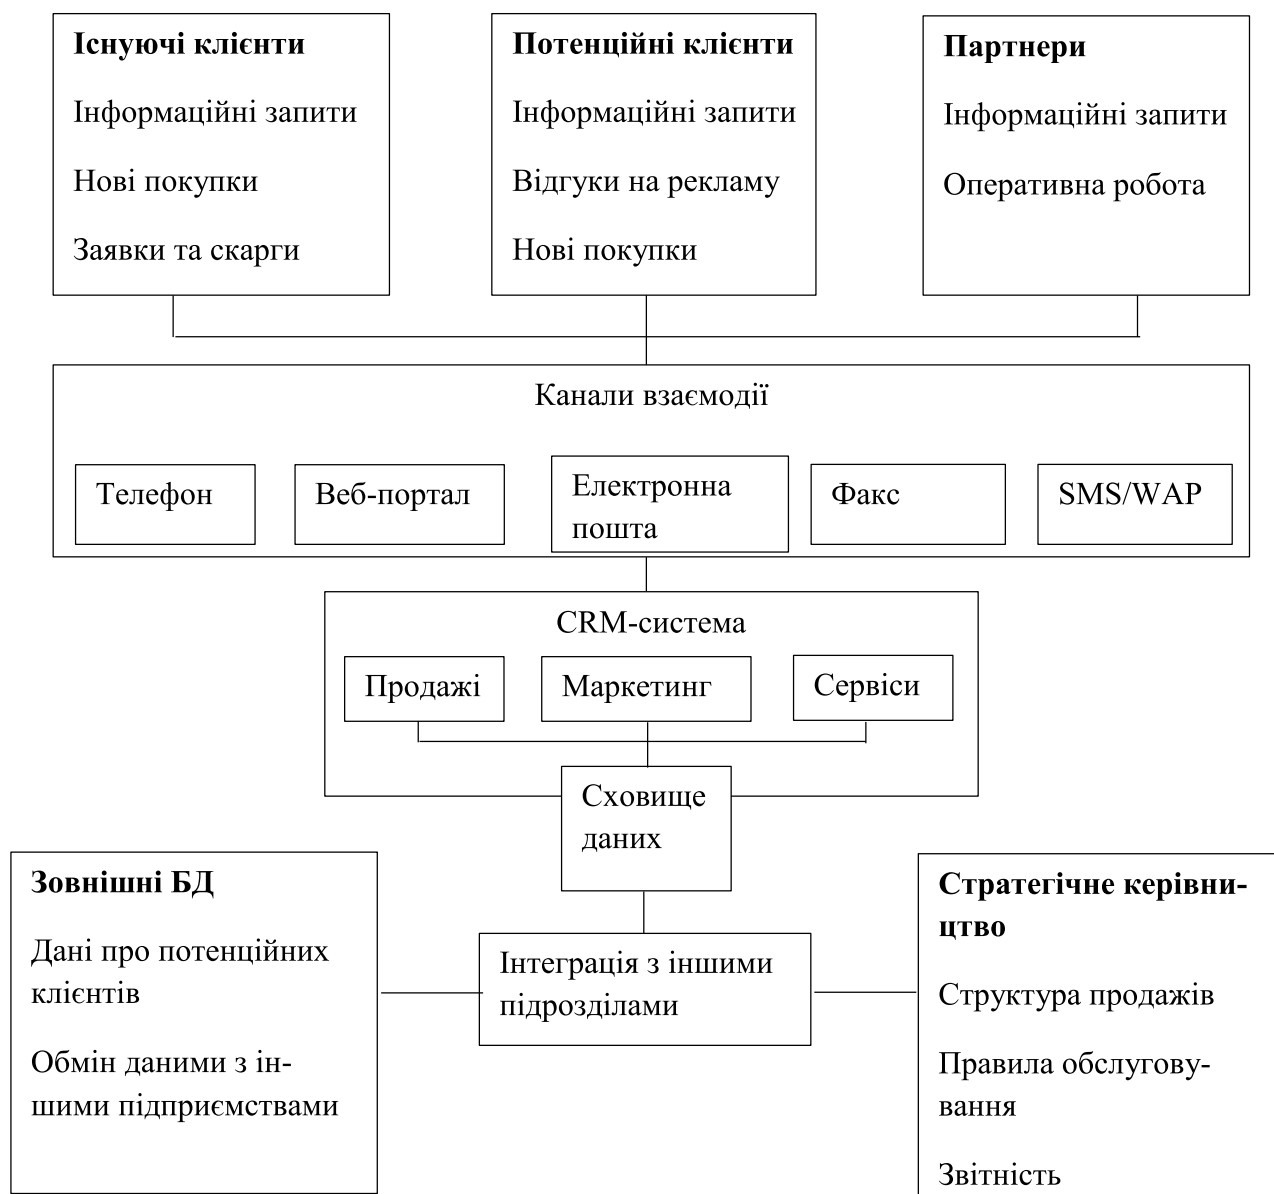 Існуючі клієнти
Інформаційні запити
Нові покупки
Заявки та скарги
Потенційні клієнти
Інформаційні запити
Відгуки на рекламу
Нові покупки
Партнери
Інформаційні запити
Оперативна робота
Канали взаємодії
Телефон
Веб-портал
Електронна
пошта
Факс
SMS/WAP
CRM-система
Продажі
Маркетинг
Сервіси
Сховище
даних
Зовнішні БД
Дані про потенційних
клієнтів
Обмін даними з ін-
шими підприємствами
Інтеграція з іншими
підрозділами
Стратегічне керівни-
цтво
Структура продажів
Правила обслугову-
вання
Звітність